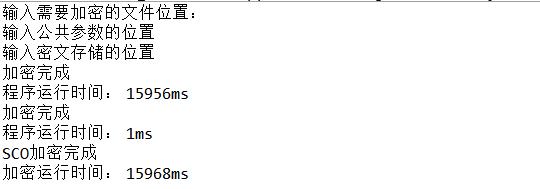 输入需要加密的文件位置：
输入公共参数的位置
输入密文存储的位置
加密完成
程序运行时间： 15956ms
加密完成
程序运行时间： 1ms
SCO加密完成
加密运行时间： 15968ms